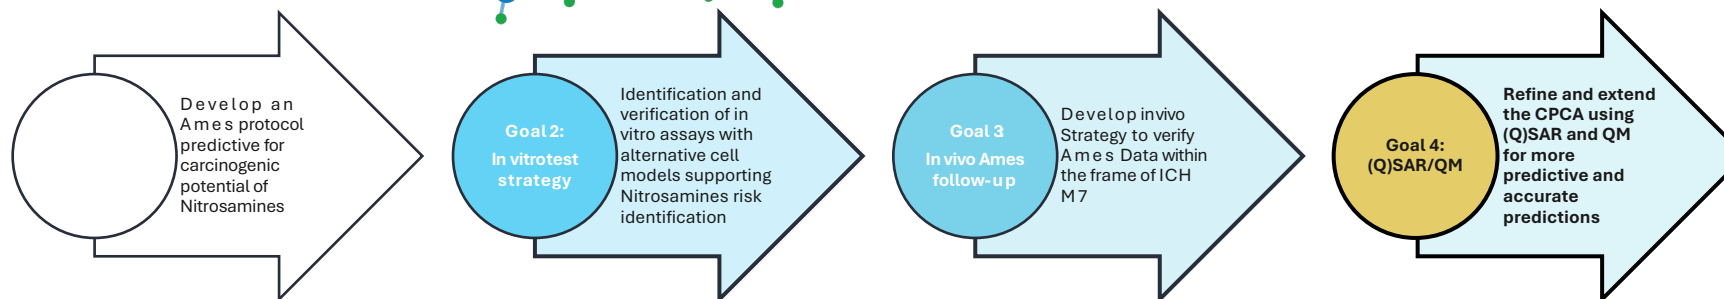 Develop an
Ames protocol
predictive for
carcinogenic
potential of
Nitrosamines
Goal 2:
In vitrotest
strategy
Identification and
verification of in
vitro assays with
alternative cell
models supporting
Nitrosamines risk
identification
Goal 3
In vivo Ames
follow-up
Develop invivo
Strategy to verify
Ames Data within
the frame of ICH
M7
Goal 4:
(Q)SAR/QM
Refine and extend
the CPCA using
(Q)SAR and QM
for more
predictive and
accurate
predictions